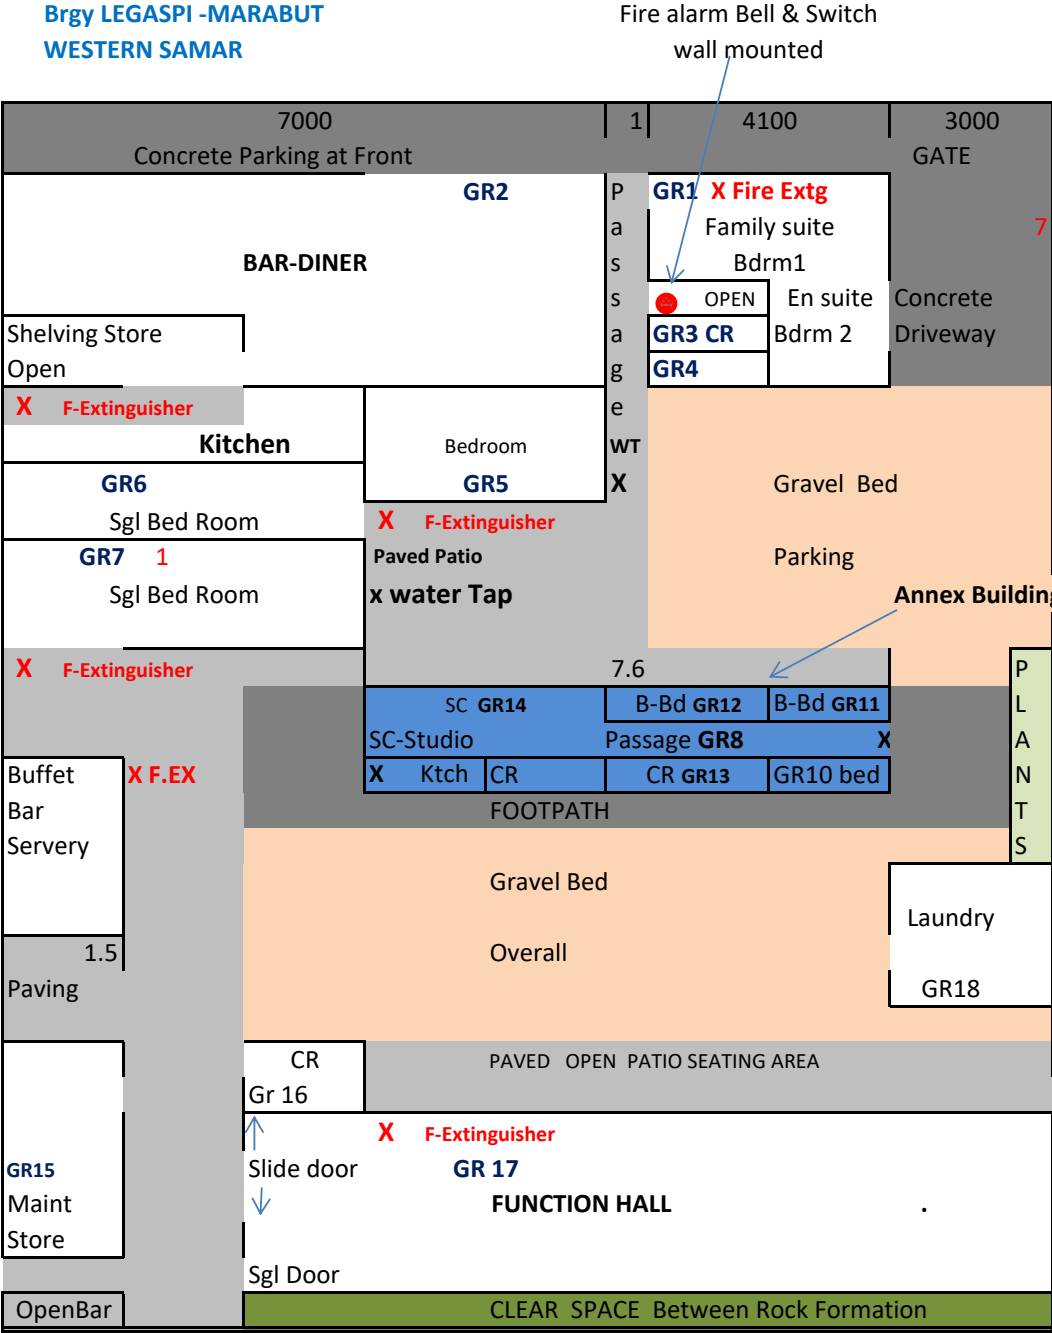 Brgy LEGASPI -MARABUT
WESTERN SAMAR
Fire alarm Bell & Switch
wall mounted
7000 1 4100 3000
Concrete Parking at Front GATE
GR2 P GR1 X Fire Extg
a Family suite 7
BAR-DINER s Bdrm1
s OPEN En suite Concrete
Shelving Store a GR3 CR Bdrm 2 Driveway
Open g GR4
X F-Extinguisher e
Kitchen Bedroom WT
GR6 GR5 X Gravel Bed
Sgl Bed Room X F-Extinguisher
GR7 1 Paved Patio Parking
Sgl Bed Room x water Tap Annex Building
X F-Extinguisher 7.6 P
SC GR14 B-Bd GR12 B-Bd GR11 L
SC-Studio Passage GR8 X A
Buffet X F.EX X Ktch CR CR GR13 GR10 bed N
Bar FOOTPATH T
Servery S
Gravel Bed
Laundry
1.5 Overall
Paving GR18
CR PAVED OPEN PATIO SEATING AREA
Gr 16
X F-Extinguisher
GR15 Slide door GR 17
Maint FUNCTION HALL .
Store
Sgl Door
OpenBar CLEAR SPACE Between Rock Formation